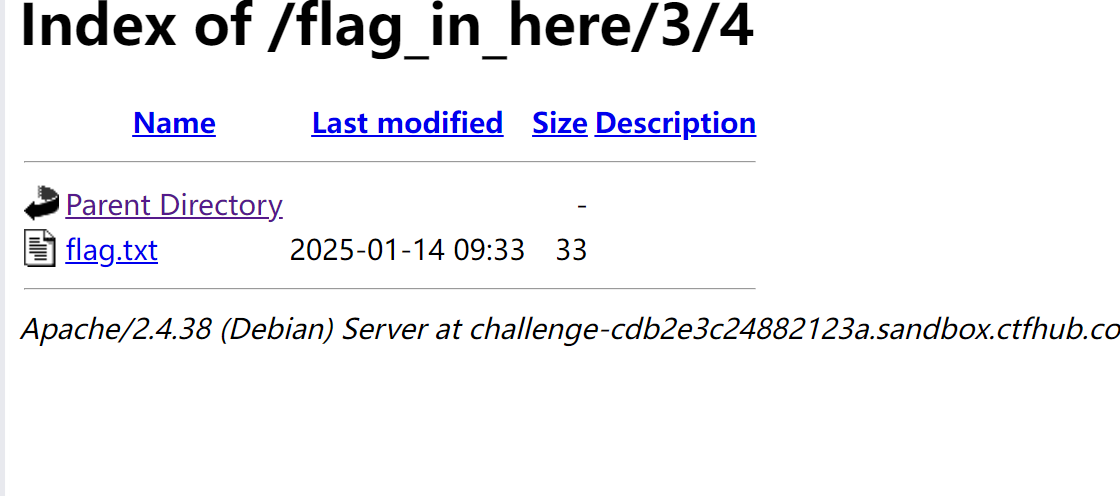 Index of /flag_in_here/3/4
Name Last modified Size Description
Parent Directory -
flag.txt 2025-01-14 09:33 33
Apache/2.4.38 (Debian) Server at challenge-cdb2e3c24882123a.sandbox.ctfhub.co